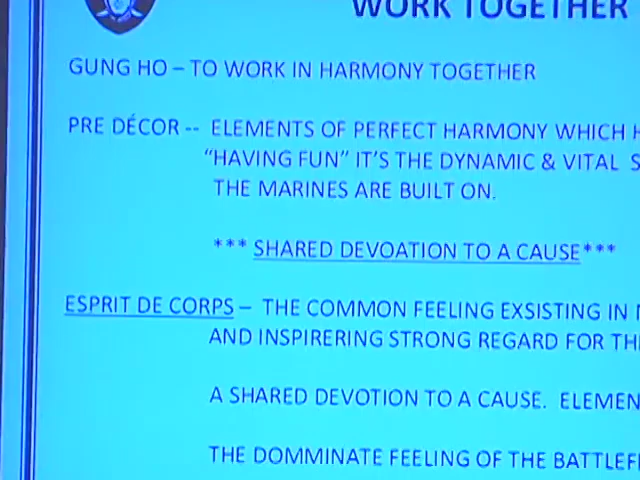 WORK TOGETHER
GUNG HO – TO WORK IN HARMONY TOGETHER
PRE DÉCOR -- ELEMENTS OF PERFECT HARMONY WHICH
"HAVING FUN" IT'S THE DYNAMIC & VITAL
THE MARINES ARE BUILT ON.
*** SHARED DEVOATION TO A CAUSE***
ESPRIT DE CORPS – THE COMMON FEELING EXSISTING IN
AND INSPIRERING STRONG REGARD FOR
A SHARED DEVOTION TO A CAUSE. ELEMEN
THE DOMMINATE FEELING OF THE BATTLEF